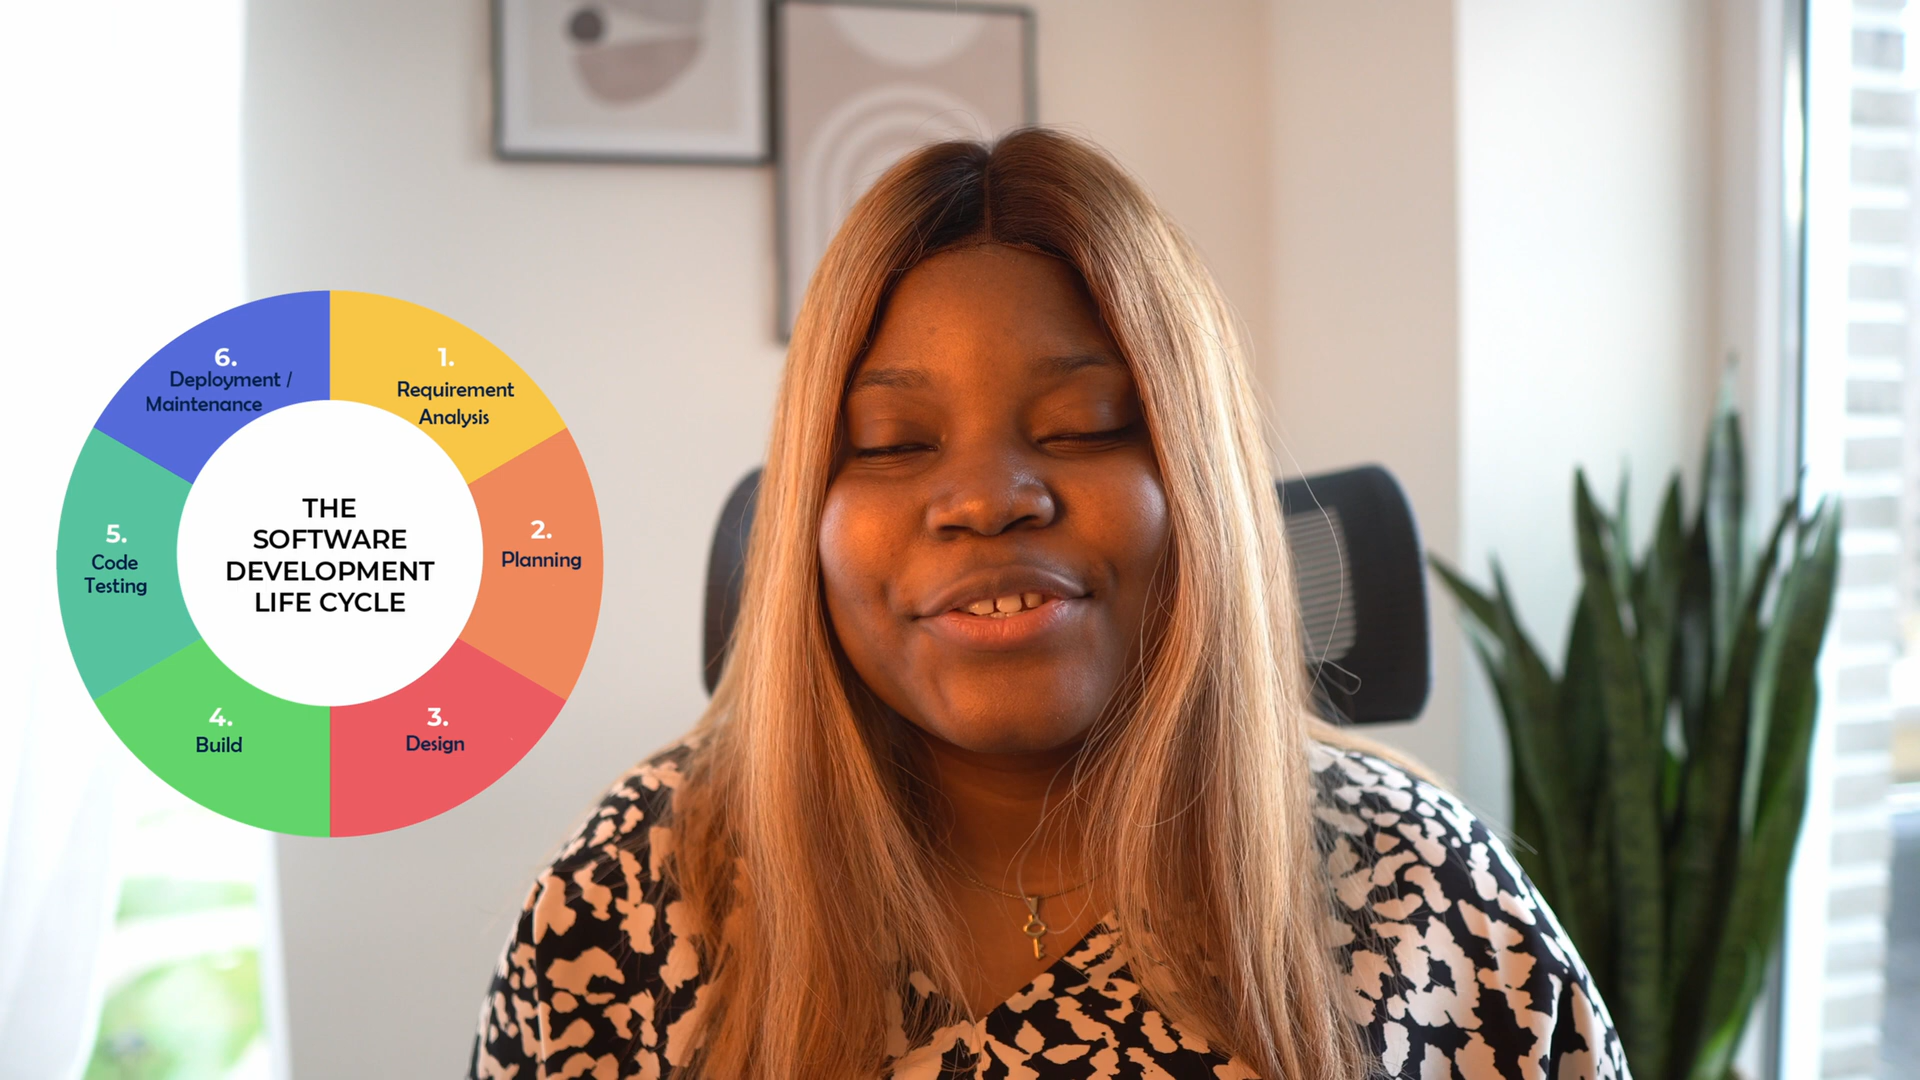 THE
SOFTWARE
DEVELOPMENT
LIFE CYCLE
1.
Requirement
Analysis
2.
Planning
3.
Design
4.
Build
5.
Code
Testing
6.
Deployment /
Maintenance